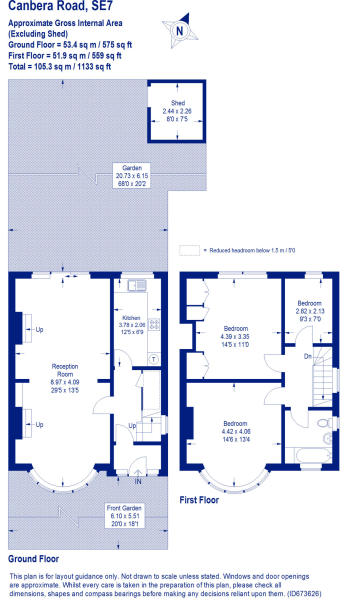 Canbera Road, SE7
Approximate Gross Internal Area
(Excluding Shed)
Ground Floor = 53.4 sq m / 575 sq ft
First Floor = 51.9 sq m / 559 sq ft
Total = 105.3 sq m / 1133 sq ft
N
Shed
2.44 x 2.26
8'0 x 7'5
Garden
20.73 x 6.15
68'0 x 20'2
= Reduced headroom below 1.5 m / 5'0
Kitchen
3.78 x 2.06
12'5 x 6'9
Up
T
Reception
Room
8.97 x 4.09
29'5 x 13'5
Up
Up
IN
Bedroom
4.39 x 3.35
14'5 x 11'0
Bedroom
2.82 x 2.13
9'3 x 7'0
Dn
Bedroom
4.42 x 4.06
14'6 x 13'4
First Floor
Front Garden
6.10 x 5.51
20'0 x 18'1
Ground Floor
This plan is for layout guidance only. Not drawn to scale unless stated. Windows and door openings
are approximate. Whilst every care is taken in the preparation of this plan, please check all
dimensions, shapes and compass bearings before making any decisions reliant upon them. (ID673626)